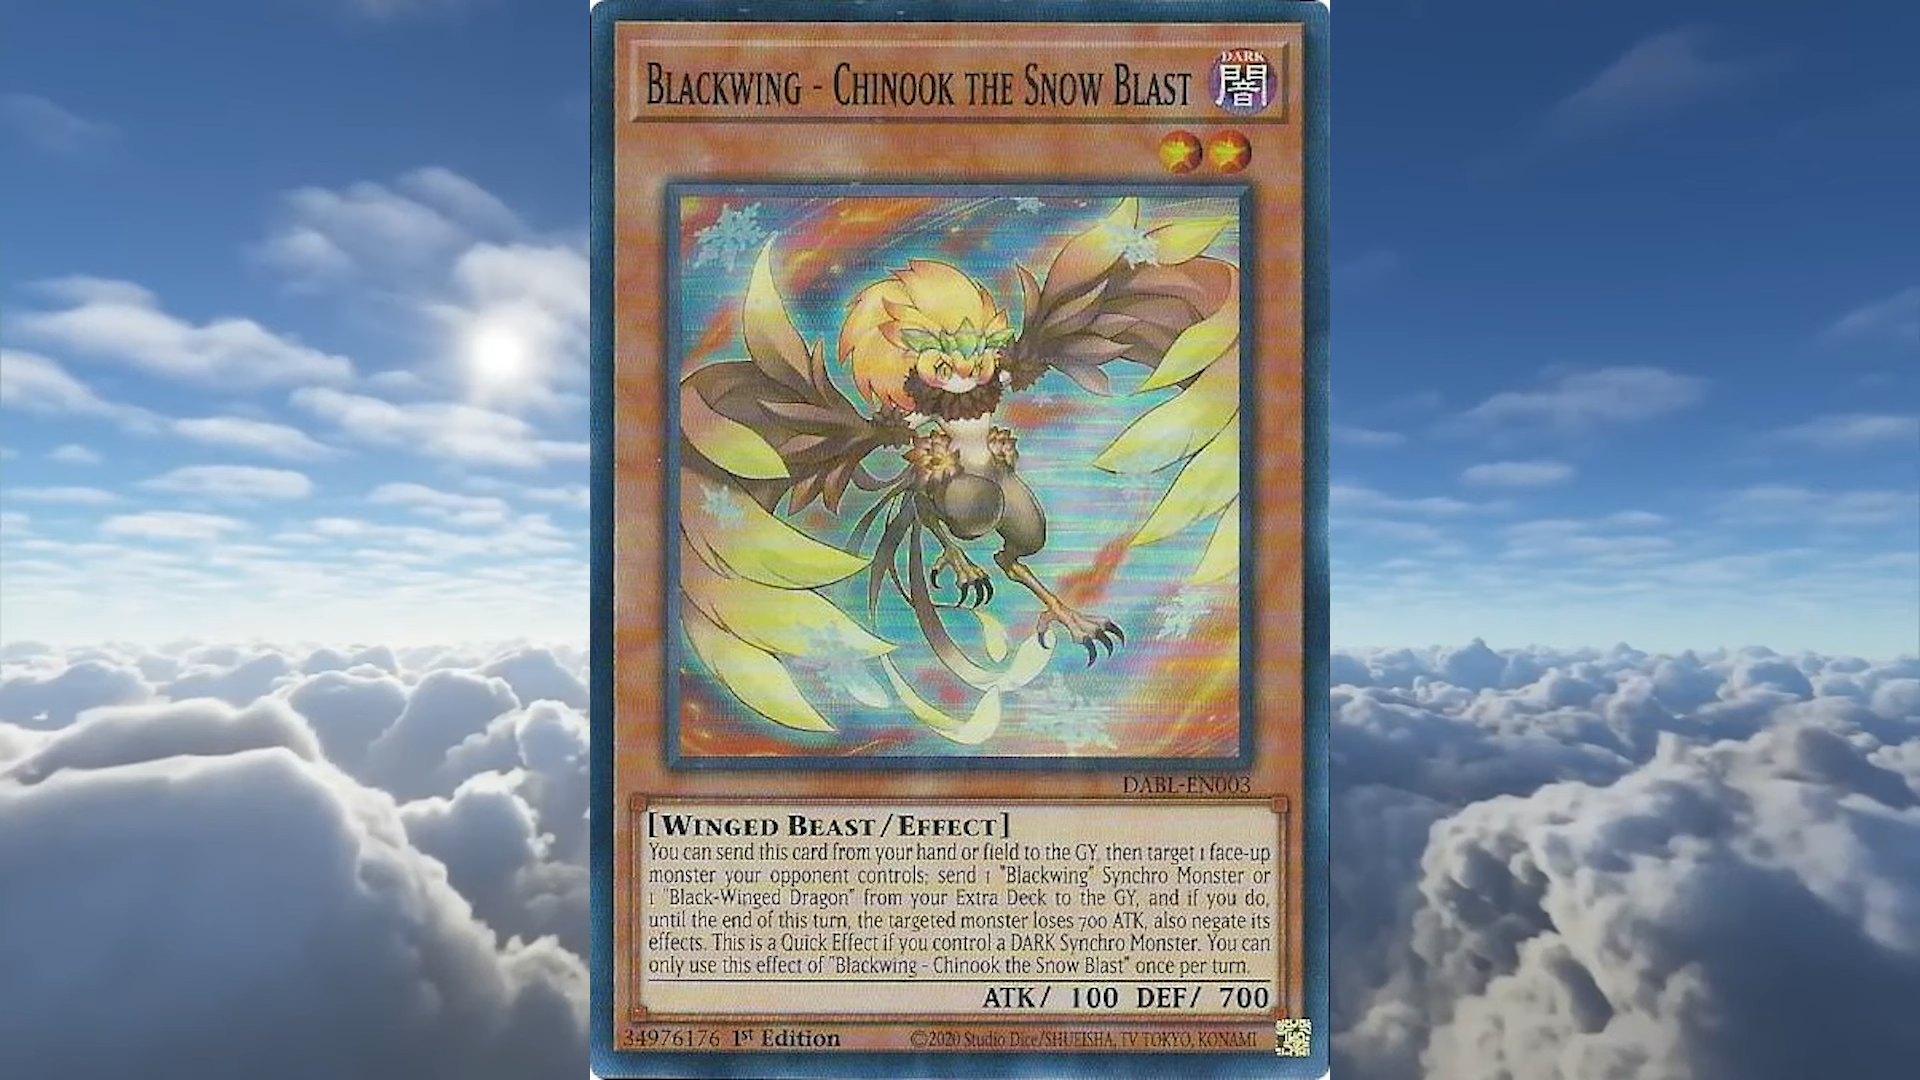 Blackwing - Chinook the Snow Blast
DARK
闇
DABL-EN003
[Winged Beast/Effect]
You can send this card from your hand or field to the GY, then target 1 face-up
monster your opponent controls; send 1 "Blackwing" Synchro Monster or
1 "Black-Winged Dragon" from your Extra Deck to the GY, and if you do,
until the end of this turn, the targeted monster loses 700 ATK, also negate its
effects. This is a Quick Effect if you control a DARK Synchro Monster. You can
only use this effect of "Blackwing - Chinook the Snow Blast" once per turn.
ATK/ 100 DEF/ 700
34976176 1st Edition ©2020 Studio Dice/SHUEISHA, TV TOKYO, KONAMI